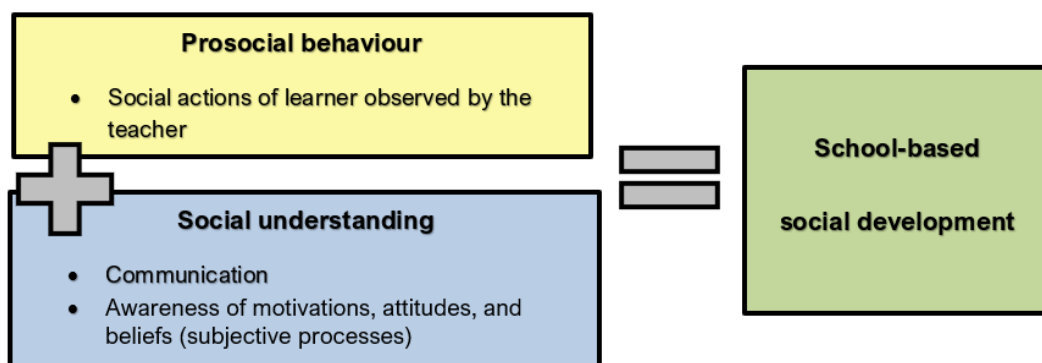 Prosocial behaviour
• Social actions of learner observed by the
teacher
Social understanding
• Communication
• Awareness of motivations, attitudes, and
beliefs (subjective processes)
School-based
social development